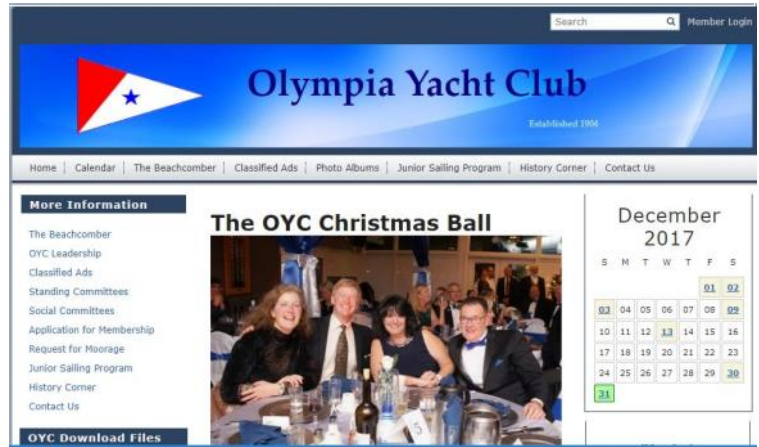 Search
Member Login
Olympia Yacht Club
Established 1904
Home
Calendar
The Beachcomber
Classified Ads
Photo Albums
Junior Sailing Program
History Corner
Contact Us
More Information
The Beachcomber
OYC Leadership
Classified Ads
Standing Committees
Social Committees
Application for Membership
Request for Moorage
Junior Sailing Program
History Corner
Contact Us
OYC Download Files
The OYC Christmas Ball
5
December
2017
S M T W T F S
01 02
03 04 05 06 07 08 09
10 11 12 13 14 15 16
17 18 19 20 21 22 23
24 25 26 27 28 29 30
31